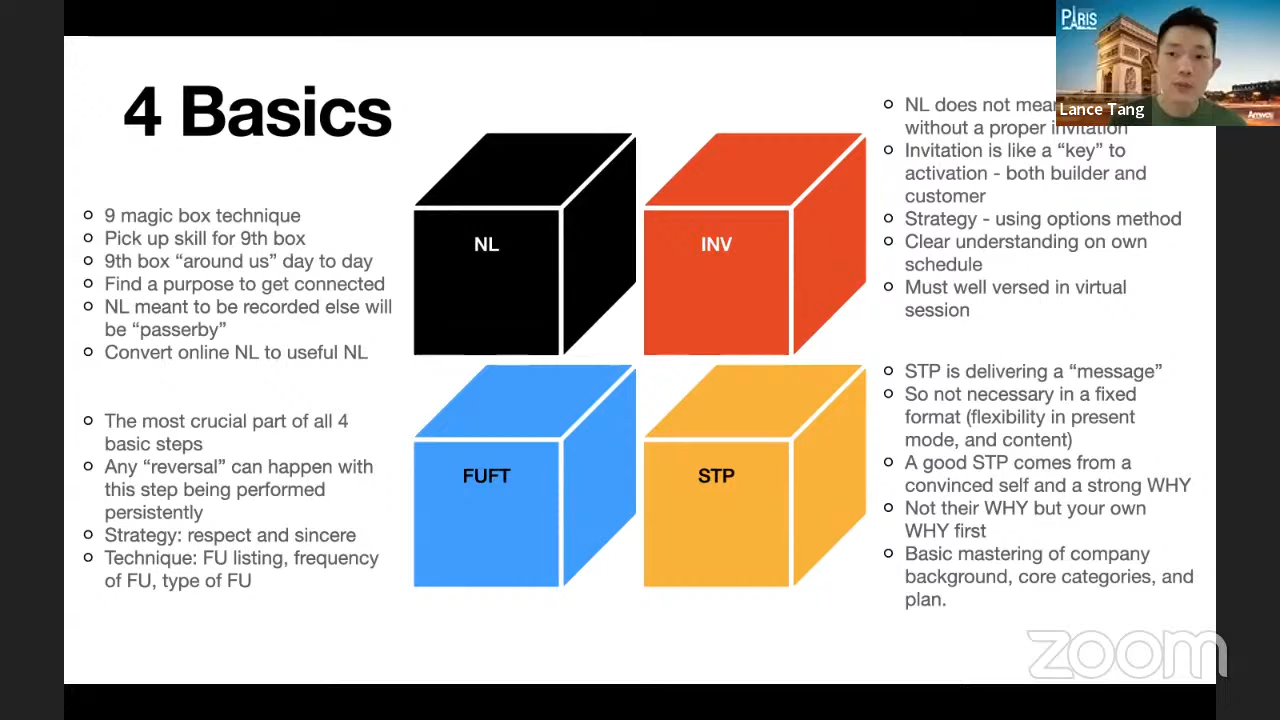 4 Basics
9 magic box technique
Pick up skill for 9th box
9th box “around us” day to day
Find a purpose to get connected
NL meant to be recorded else will
be “passerby”
Convert online NL to useful NL
NL
INV
NL does not mean
without a proper invitation
Invitation is like a “key” to
activation - both builder and
customer
Strategy - using options method
Clear understanding on own
schedule
Must well versed in virtual
session
The most crucial part of all 4
basic steps
Any “reversal” can happen with
this step being performed
persistently
Strategy: respect and sincere
Technique: FU listing, frequency
of FU, type of FU
FUFT
STP
STP is delivering a “message”
So not necessary in a fixed
format (flexibility in present
mode, and content)
A good STP comes from a
convinced self and a strong WHY
Not their WHY but your own
WHY first
Basic mastering of company
background, core categories, and
plan.
PARIS
Lance Tang
Amway
zoom